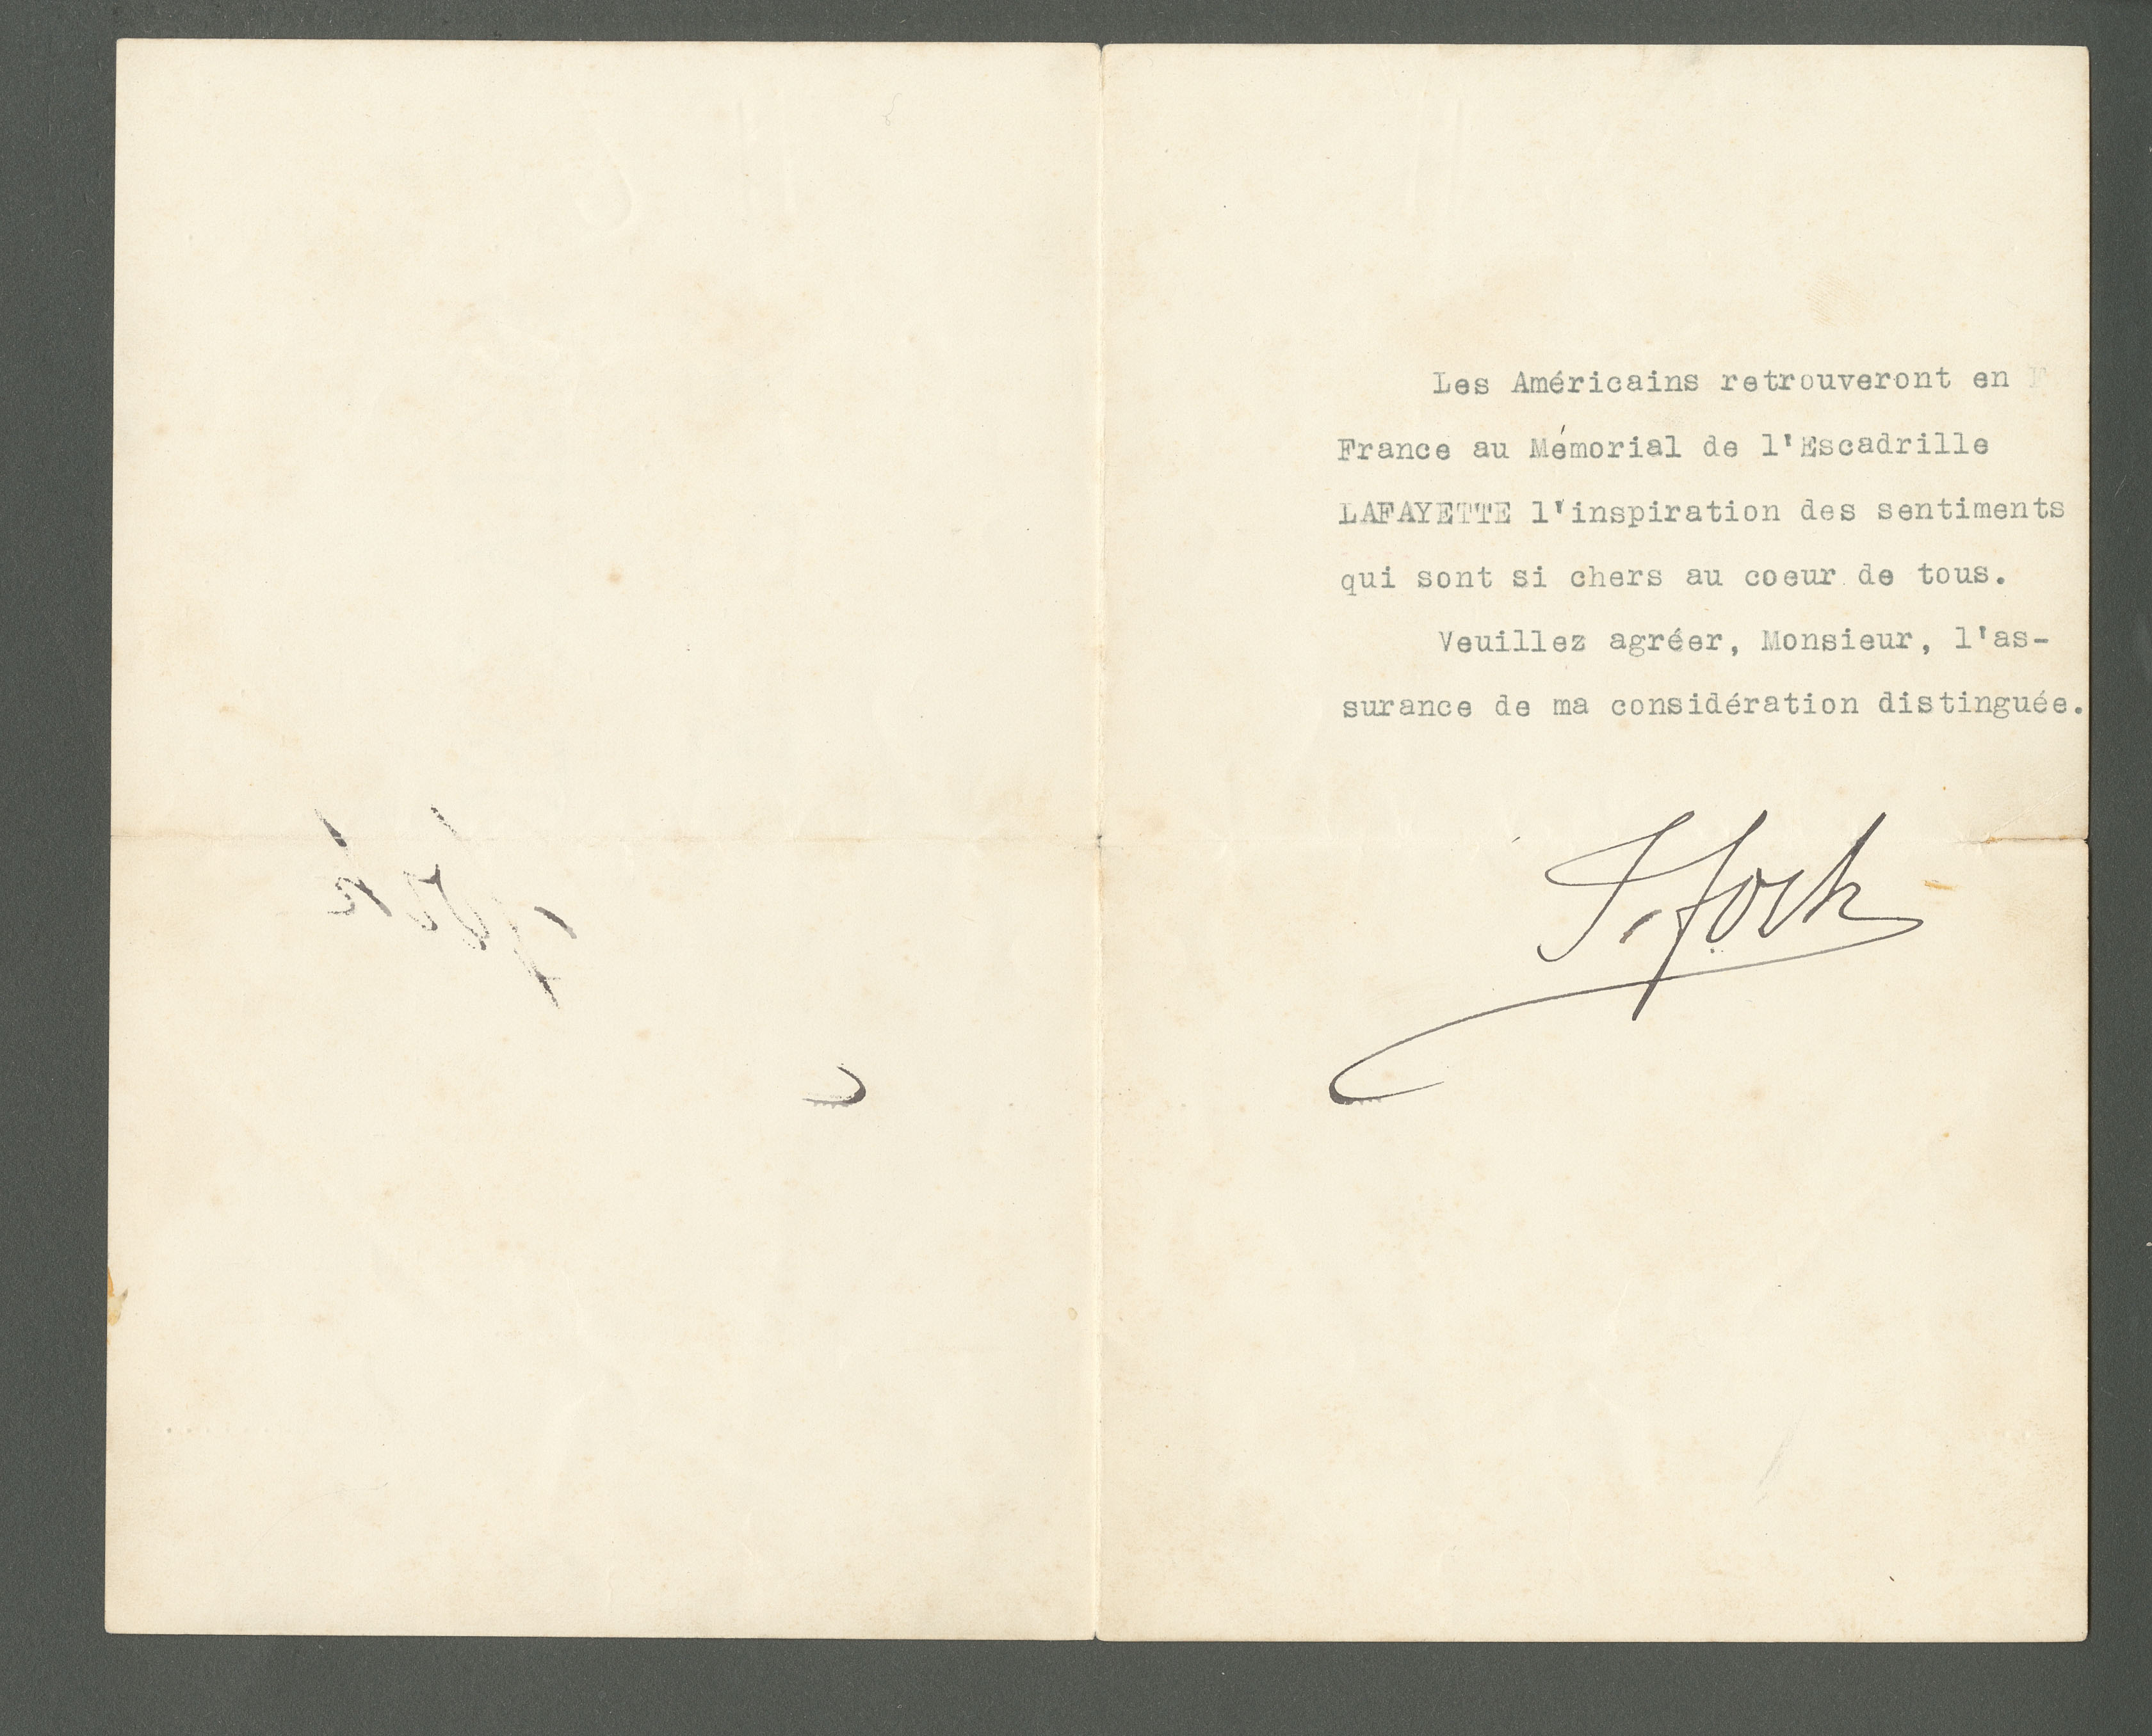 Les Américains retrouveront en F
France au Mémorial de l'Escadrille
LAFAYETTE l'inspiration des sentiments
qui sont si chers au coeur de tous.
Veuillez agréer, Monsieur, l'as-
surance de ma considération distinguée.
F. Foch